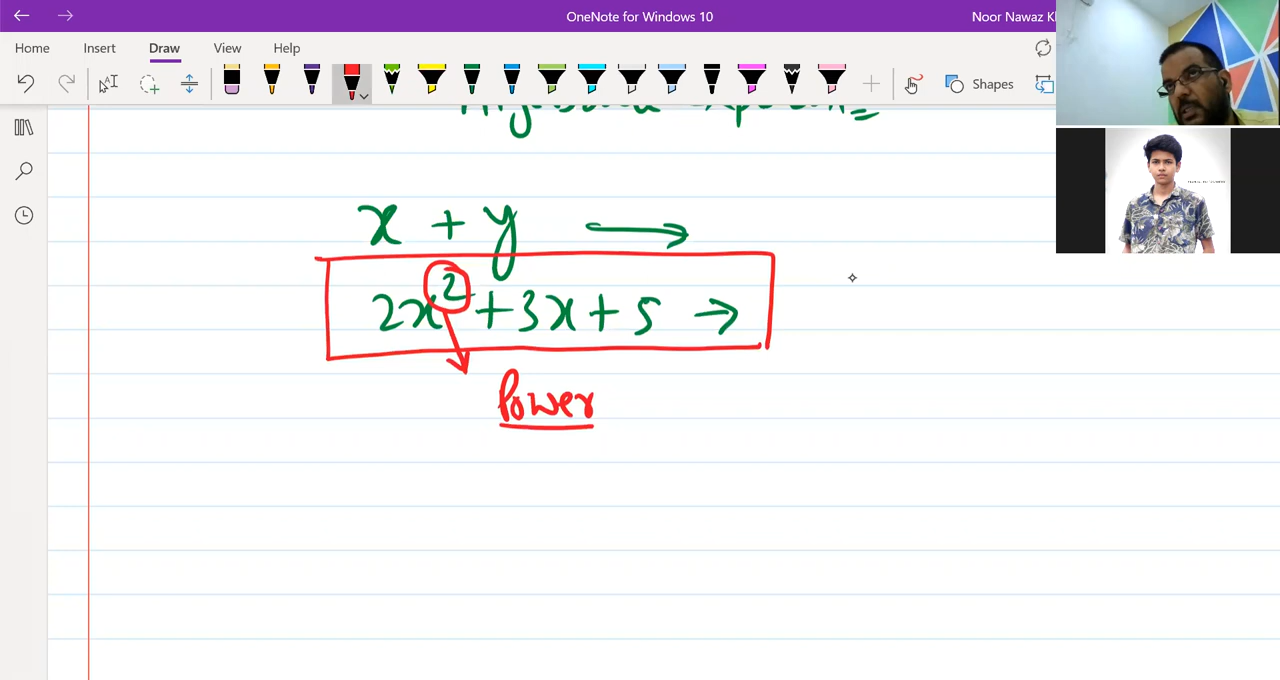 OneNote for Windows 10
Noor Nawaz
Home Insert Draw View Help
Shapes
x + y →
2x² + 3x + 5 →
Power